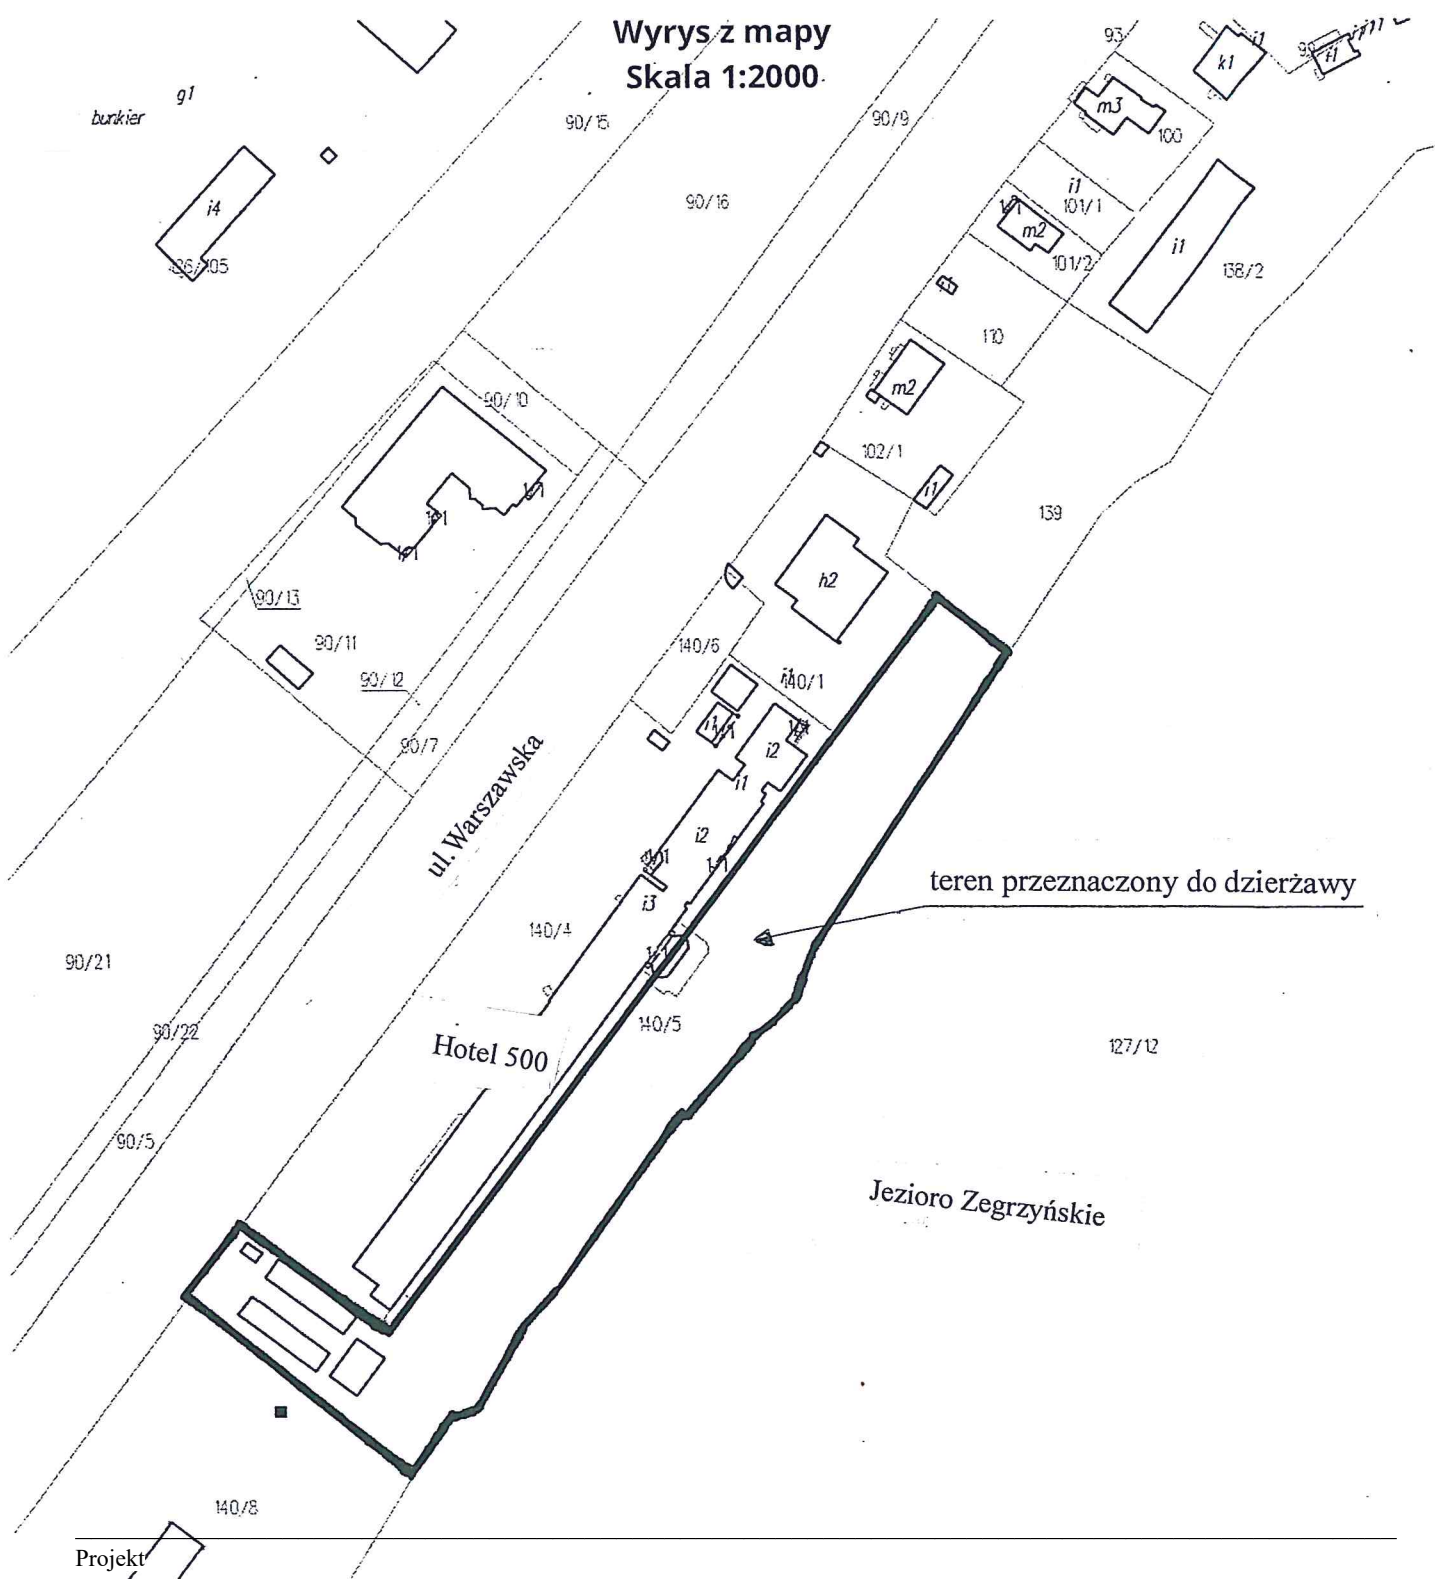 Wyrys z mapy
Skala 1:2000
g1
bunkier
90/15
90/9
93
k1
i1
t1
m3
100
i4
90/16
i1
101/1
m2
101/2
i1
138/2
110
90/10
m2
102/1
i1
139
h2
90/13
90/11
90/12
140/6
140/1
90/7
i1
i2
i1
ul. Warszawska
i2
teren przeznaczony do dzierżawy
i3
140/4
90/21
140/5
90/22
Hotel 500
127/12
90/5
Jezioro Zegrzyńskie
140/8
Projekt